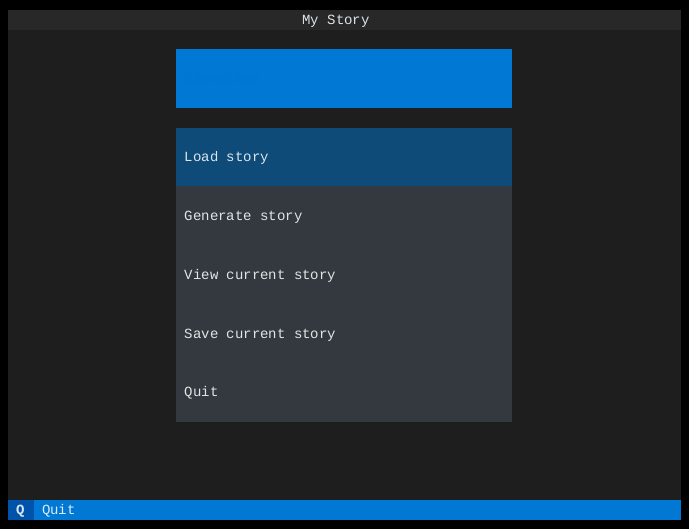 My Story
Load story
Generate story
View current story
Save current story
Quit
Q Quit